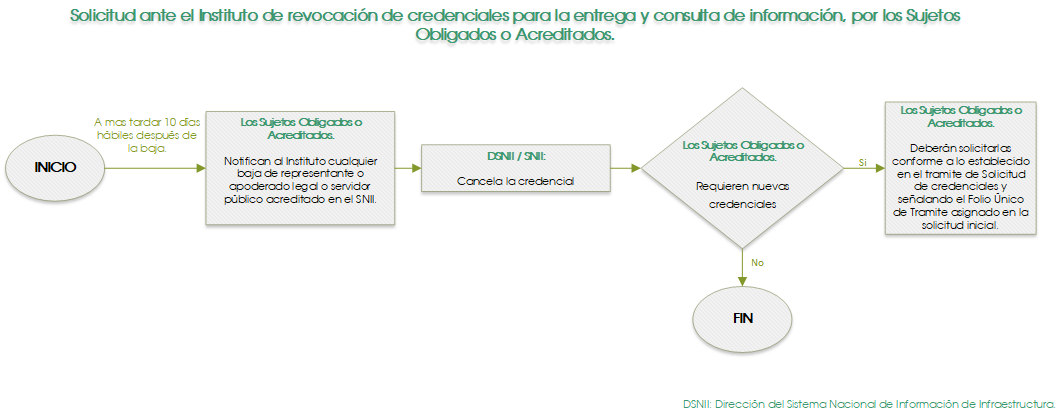 Solicitud ante el Instituto de revocación de credenciales para la entrega y consulta de información, por los Sujetos
Obligados o Acreditados.
INICIO
A mas tardar 10 días
hábiles después de
la baja.
Los Sujetos Obligados o
Acreditados.
Notifican al Instituto cualquier
baja de representante o
apoderado legal o servidor
público acreditado en el SNII.
DSNII / SNII:
Cancela la credencial
Los Sujetos Obligados o
Acreditados.
Requieren nuevas
credenciales
Si
Los Sujetos Obligados o
Acreditados.
Deberán solicitarlas
conforme a lo establecido
en el tramite de Solicitud
de credenciales y
señalando el Folio Único
de Tramite asignado en la
solicitud inicial.
No
FIN
DSNII: Dirección del Sistema Nacional de Información de Infraestructura.